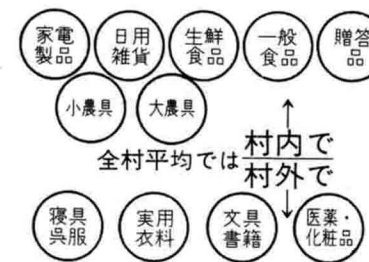 家電
製品
日用
雑貨
生鮮
食品
一般
食品
贈答
品
小農具
大農具
全村平均では
村内で
村外で
寝具
呉服
実用
衣料
文具
書籍
医薬・
化粧品